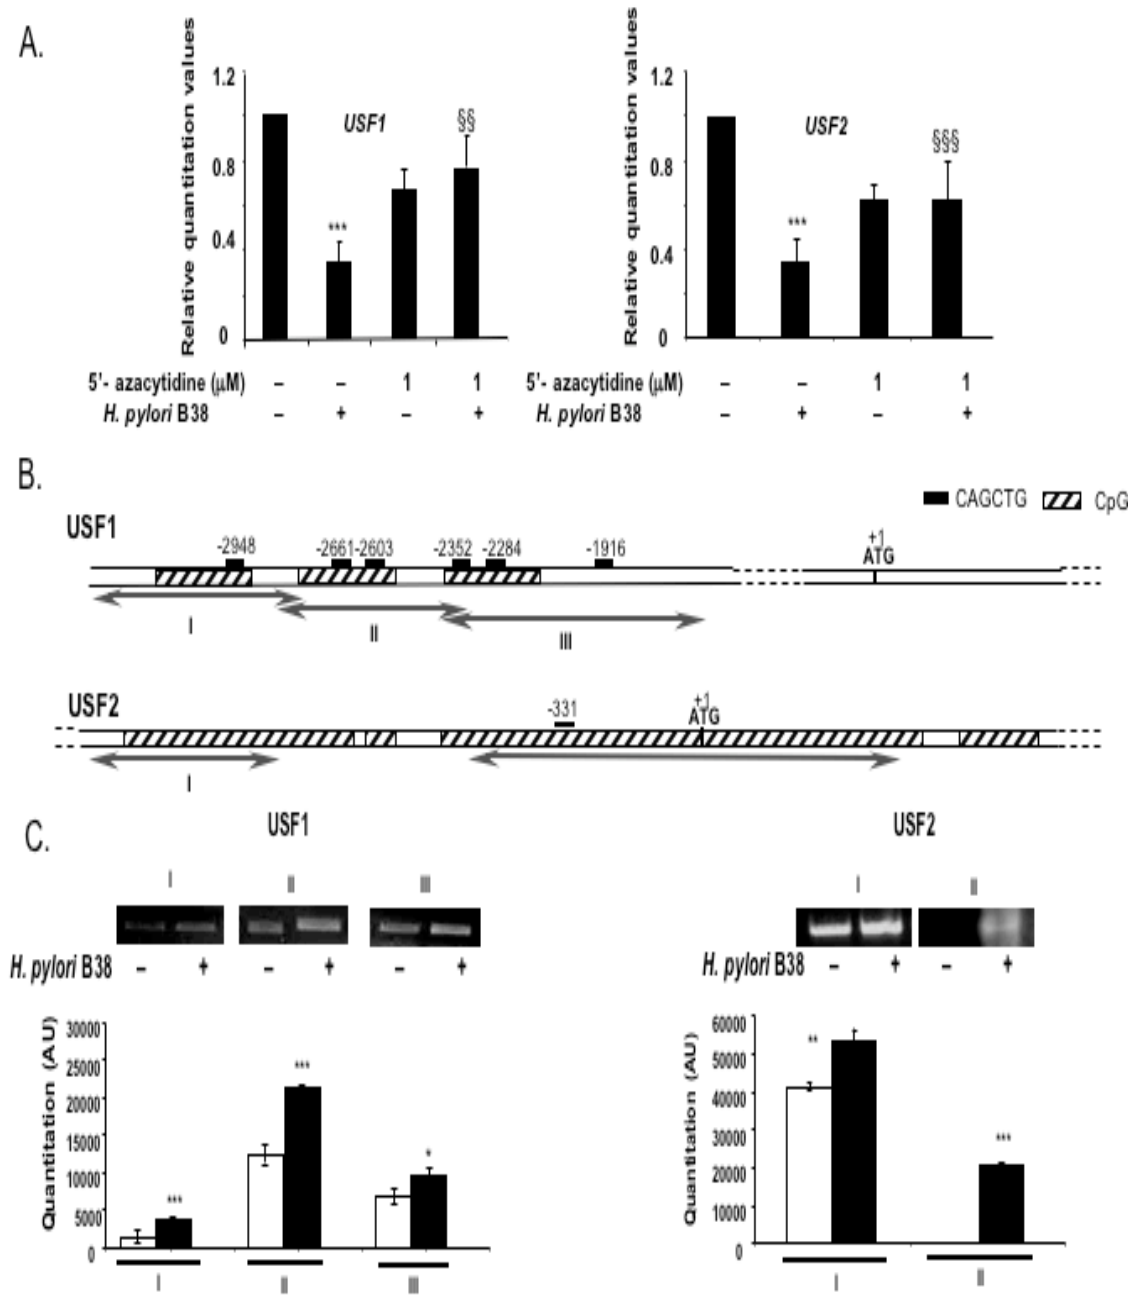 A.
Relative quantitation values
1.2
0.8
0.4
0
USF1
***
§§
5'- azacytidine (µM) – – 1 1
H. pylori B38 – + – +
Relative quantitation values
1.2
0.8
0.4
0
USF2
***
§§§
5'- azacytidine (µM) – – 1 1
H. pylori B38 – + – +
B.
CAGCTG CpG
USF1
-2948 -2661 -2603 -2352 -2284 -1916 +1
ATG
I II III
USF2
-331 +1
ATG
I
C.
USF1
I II III
H. pylori B38 – + – + – +
Quantitation (AU)
30000
25000
20000
15000
10000
5000
0
***
***
*
I II III
USF2
I II
H. pylori B38 – + – +
Quantitation (AU)
60000
50000
40000
30000
20000
10000
0
**
***
I II